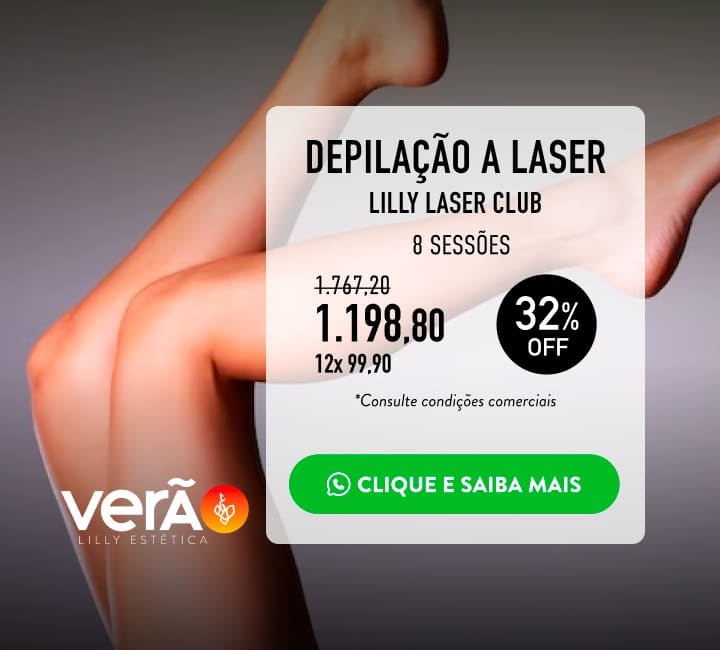 DEPILAÇÃO A LASER
LILLY LASER CLUB
8 SESSÕES
1.767,20
1.198,80
12x 99,90
32%
OFF
*Consulte condições comerciais
CLIQUE E SAIBA MAIS
verÃo
LILLY ESTÉTICA